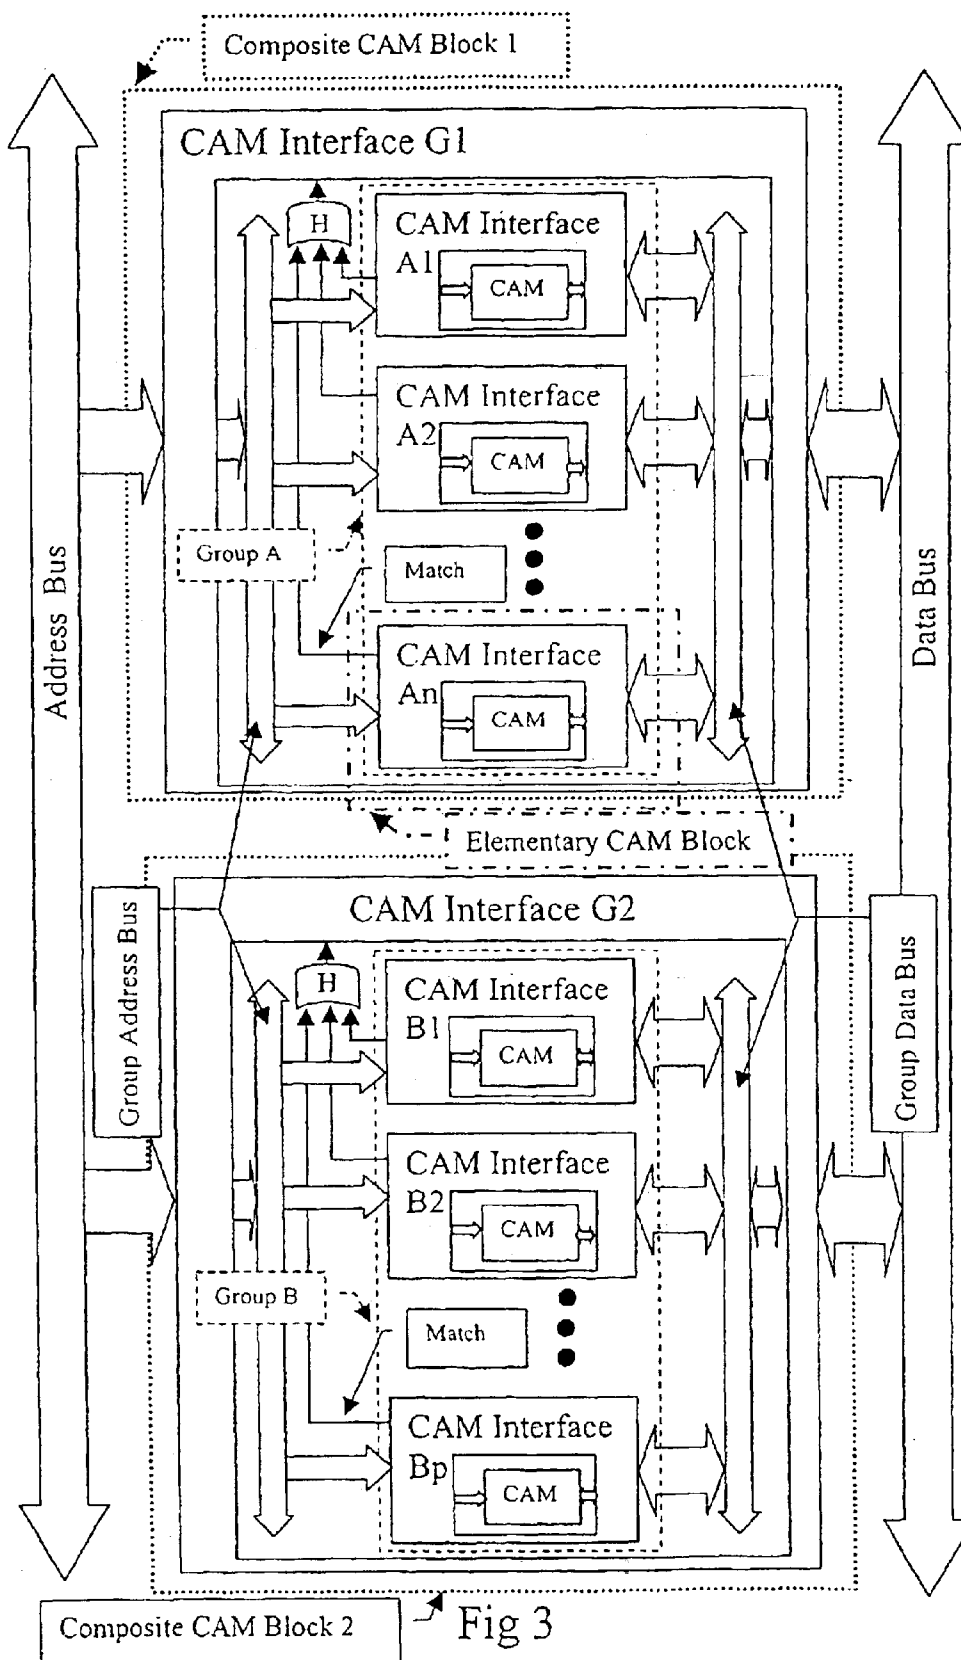 Composite CAM Block 1
CAM Interface G1
H
CAM Interface
A1
CAM
CAM Interface
A2
CAM
Group A
Match
CAM Interface
An
CAM
Address Bus
Data Bus
Elementary CAM Block
CAM Interface G2
Group Address Bus
Group Data Bus
H
CAM Interface
B1
CAM
CAM Interface
B2
CAM
Group B
Match
CAM Interface
Bp
CAM
Composite CAM Block 2
Fig 3